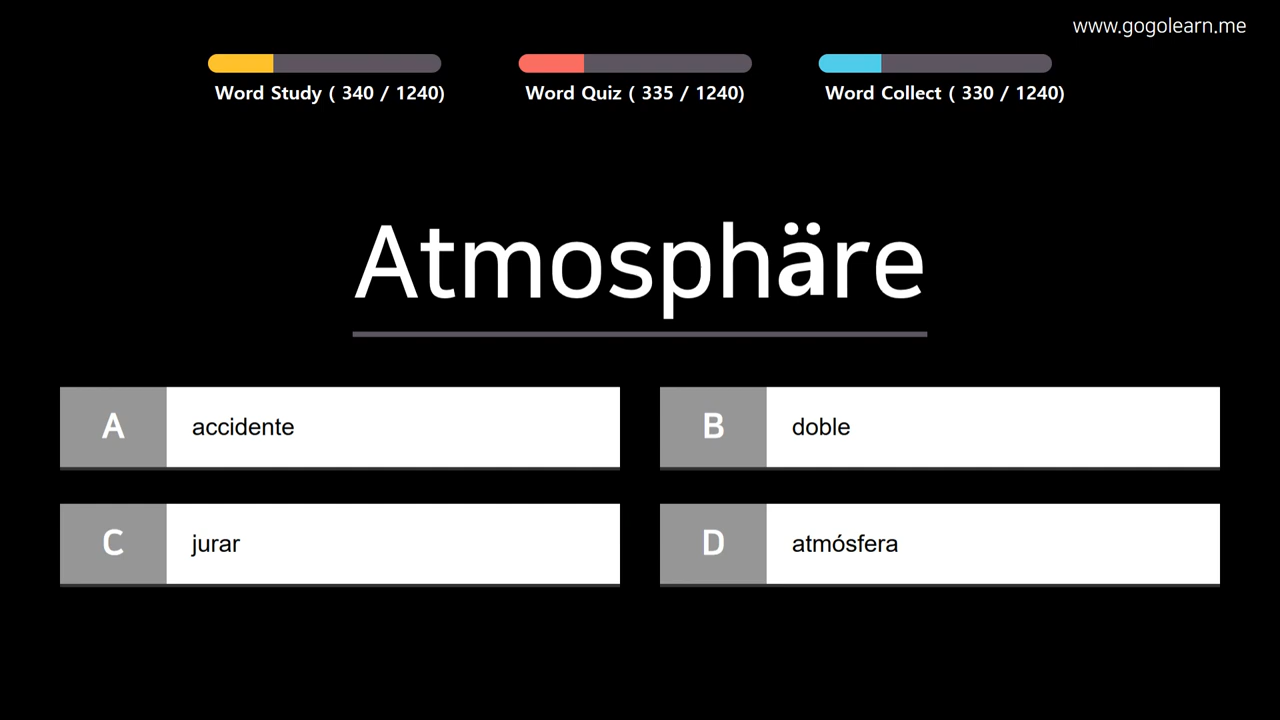 www.gogolearn.me
Word Study ( 340 / 1240)
Word Quiz ( 335 / 1240)
Word Collect ( 330 / 1240)
Atmosphäre
A accidente
B doble
C jurar
D atmósfera